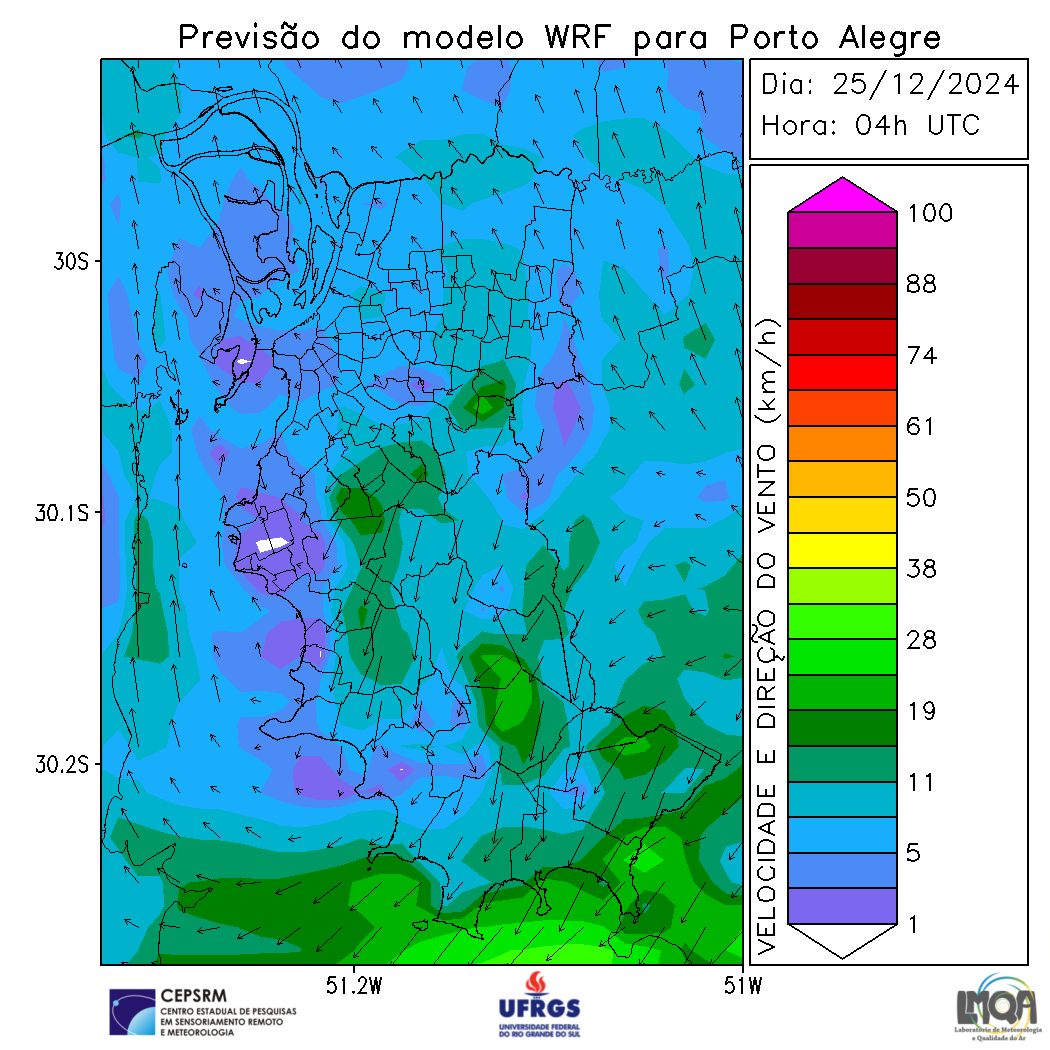 Previsão do modelo WRF para Porto Alegre
Dia: 25/12/2024
Hora: 04h UTC
30S
30.1S
30.2S
51.2W
51W
VELOCIDADE E DIREÇÃO DO VENTO (km/h)
100
88
74
61
50
38
28
19
11
5
1
CEPSRM
CENTRO ESTADUAL DE PESQUISAS
EM SENSORIAMENTO REMOTO
E METEOROLOGIA
UFRGS
UNIVERSIDADE FEDERAL
DO RIO GRANDE DO SUL
LMQA
Laboratório de Meteorologia
e Qualidade do Ar